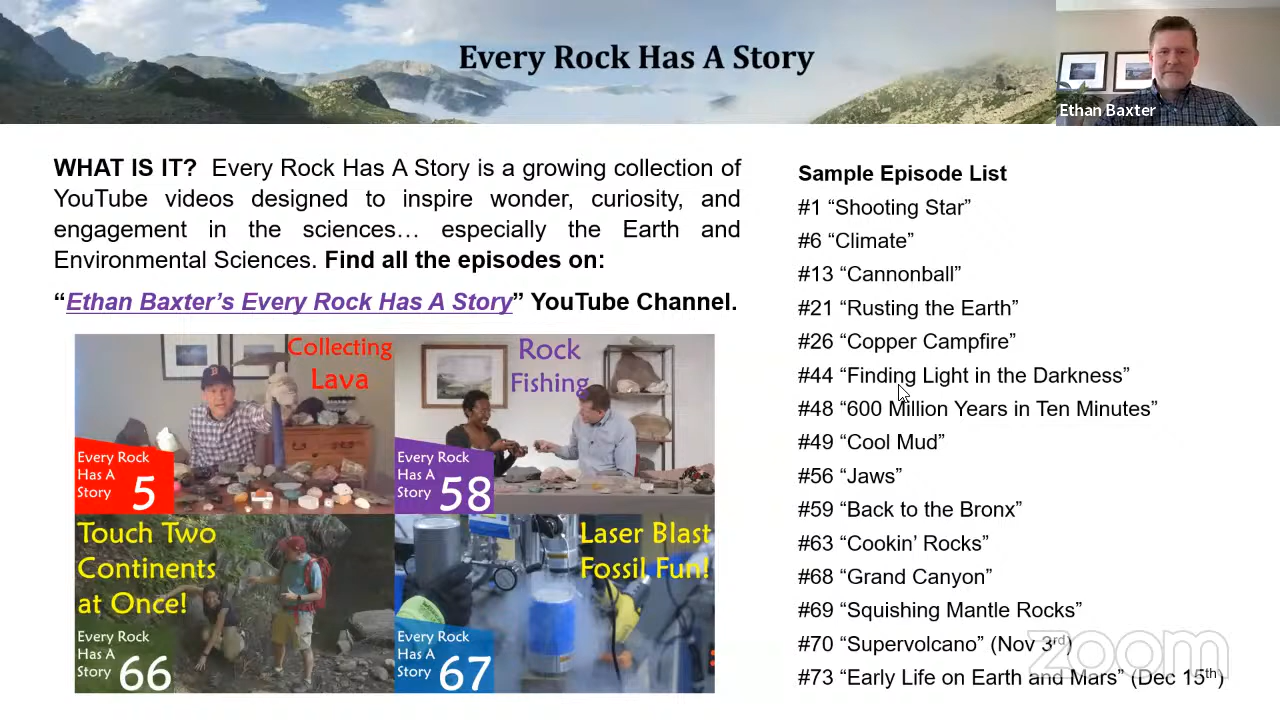 Every Rock Has A Story
Ethan Baxter
WHAT IS IT? Every Rock Has A Story is a growing collection of
YouTube videos designed to inspire wonder, curiosity, and
engagement in the sciences… especially the Earth and
Environmental Sciences. Find all the episodes on:
“Ethan Baxter’s Every Rock Has A Story” YouTube Channel.
Collecting
Lava
Every Rock
Has A
Story 5
Rock
Fishing
Every Rock
Has A
Story 58
Touch Two
Continents
at Once!
Every Rock
Has A
Story 66
Laser Blast
Fossil Fun!
Every Rock
Has A
Story 67
Sample Episode List
#1 “Shooting Star”
#6 “Climate”
#13 “Cannonball”
#21 “Rusting the Earth”
#26 “Copper Campfire”
#44 “Finding Light in the Darkness”
#48 “600 Million Years in Ten Minutes”
#49 “Cool Mud”
#56 “Jaws”
#59 “Back to the Bronx”
#63 “Cookin’ Rocks”
#68 “Grand Canyon”
#69 “Squishing Mantle Rocks”
#70 “Supervolcano” (Nov 3rd)
#73 “Early Life on Earth and Mars” (Dec 15th)
zoom